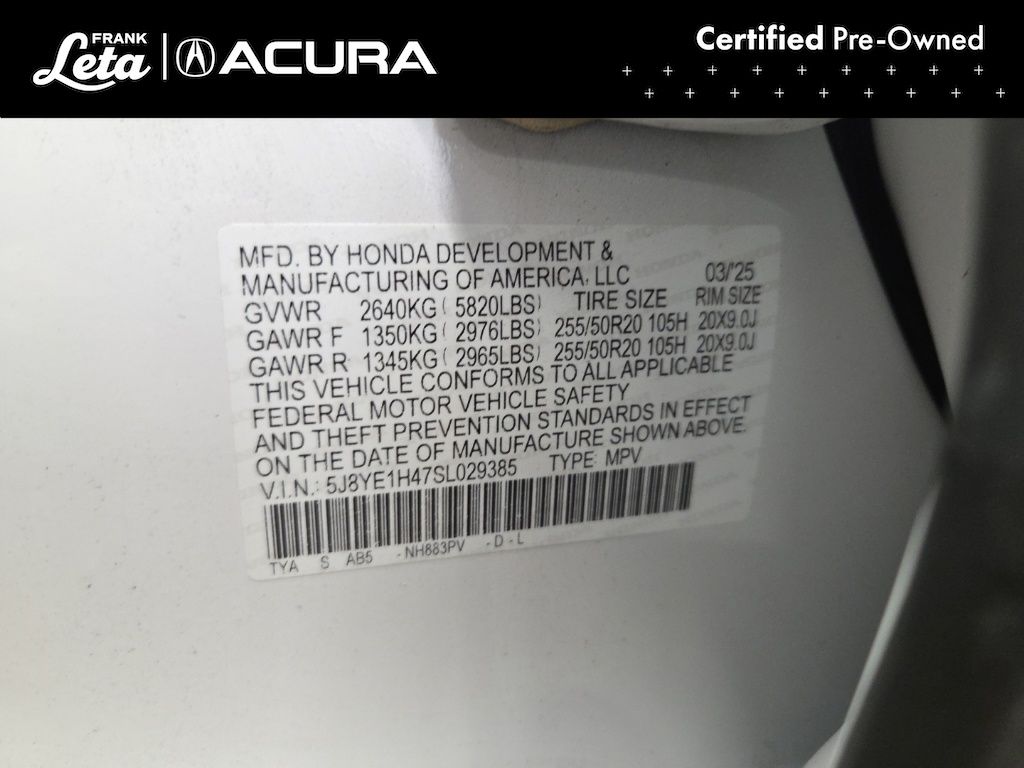 FRANK
Leta
ACURA
Certified Pre-Owned
MFD. BY HONDA DEVELOPMENT &
MANUFACTURING OF AMERICA, LLC 03/'25
GVWR 2640KG ( 5820LBS) TIRE SIZE RIM SIZE
GAWR F 1350KG ( 2976LBS) 255/50R20 105H 20X9.0J
GAWR R 1345KG ( 2965LBS) 255/50R20 105H 20X9.0J
THIS VEHICLE CONFORMS TO ALL APPLICABLE
FEDERAL MOTOR VEHICLE SAFETY
AND THEFT PREVENTION STANDARDS IN EFFECT
ON THE DATE OF MANUFACTURE SHOWN ABOVE.
V.I.N.: 5J8YE1H47SL029385 TYPE: MPV
TYA S AB5 -NH883PV -D-L